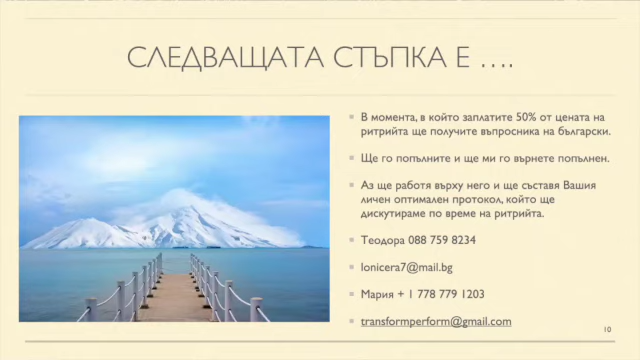 СЛЕДВАЩАТА СТЪПКА Е ….
В момента, в който заплатите 50% от цената на
ритрийта ще получите въпросника на български.
Ще го попълните и ще ми го върнете попълнен.
Аз ще работя върху него и ще съставя Вашия
личен оптимален протокол, който ще
дискутираме по време на ритрийта.
Теодора 088 759 8234
lonicera7@mail.bg
Мария + 1 778 779 1203
transformperform@gmail.com
10